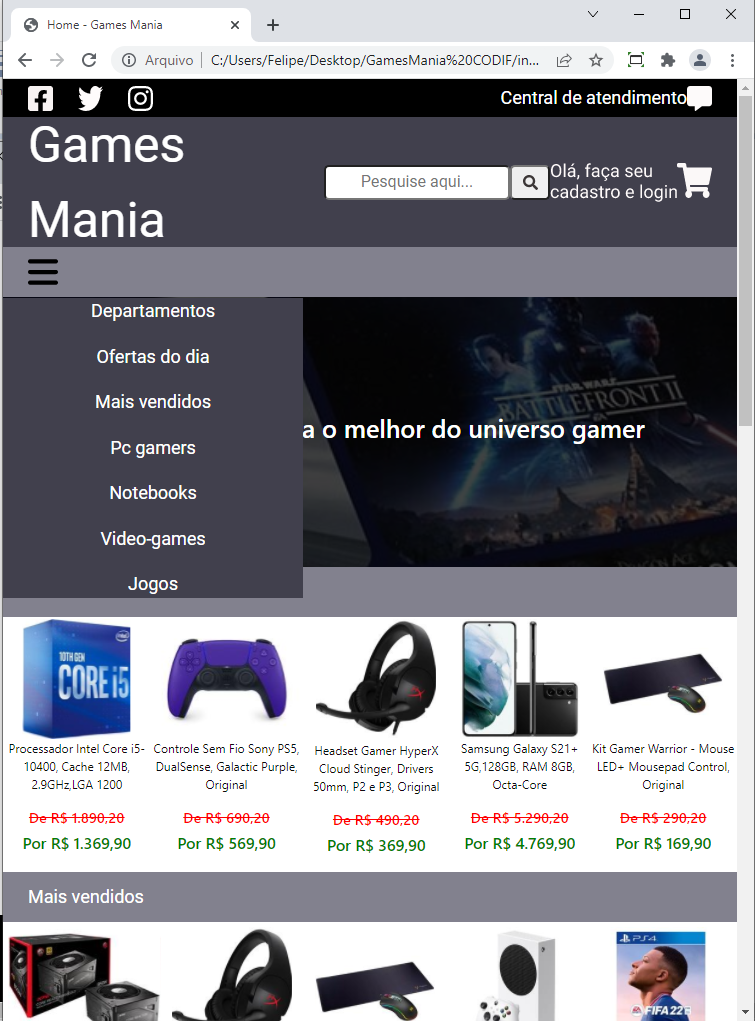 Home - Games Mania
Arquivo
C:/Users/Felipe/Desktop/GamesMania%20CODIF/in...
Central de atendimento
Games
Mania
Pesquise aqui...
Olá, faça seu
cadastro e login
Departamentos
Ofertas do dia
Mais vendidos
Pc gamers
Notebooks
Video-games
Jogos
STAR WARS
BATTLEFRONT II
a o melhor do universo gamer
intel
10TH GEN
CORE i5
Processador Intel Core i5-
10400, Cache 12MB,
2.9GHz,LGA 1200
De R$ 1.890,20
Por R$ 1.369,90
Controle Sem Fio Sony PS5,
DualSense, Galactic Purple,
Original
De R$ 690,20
Por R$ 569,90
Headset Gamer HyperX
Cloud Stinger, Drivers
50mm, P2 e P3, Original
De R$ 490,20
Por R$ 369,90
Samsung Galaxy S21+
5G,128GB, RAM 8GB,
Octa-Core
De R$ 5.290,20
Por R$ 4.769,90
Kit Gamer Warrior - Mouse
LED+ Mousepad Control,
Original
De R$ 290,20
Por R$ 169,90
Mais vendidos
PS4
FIFA 22